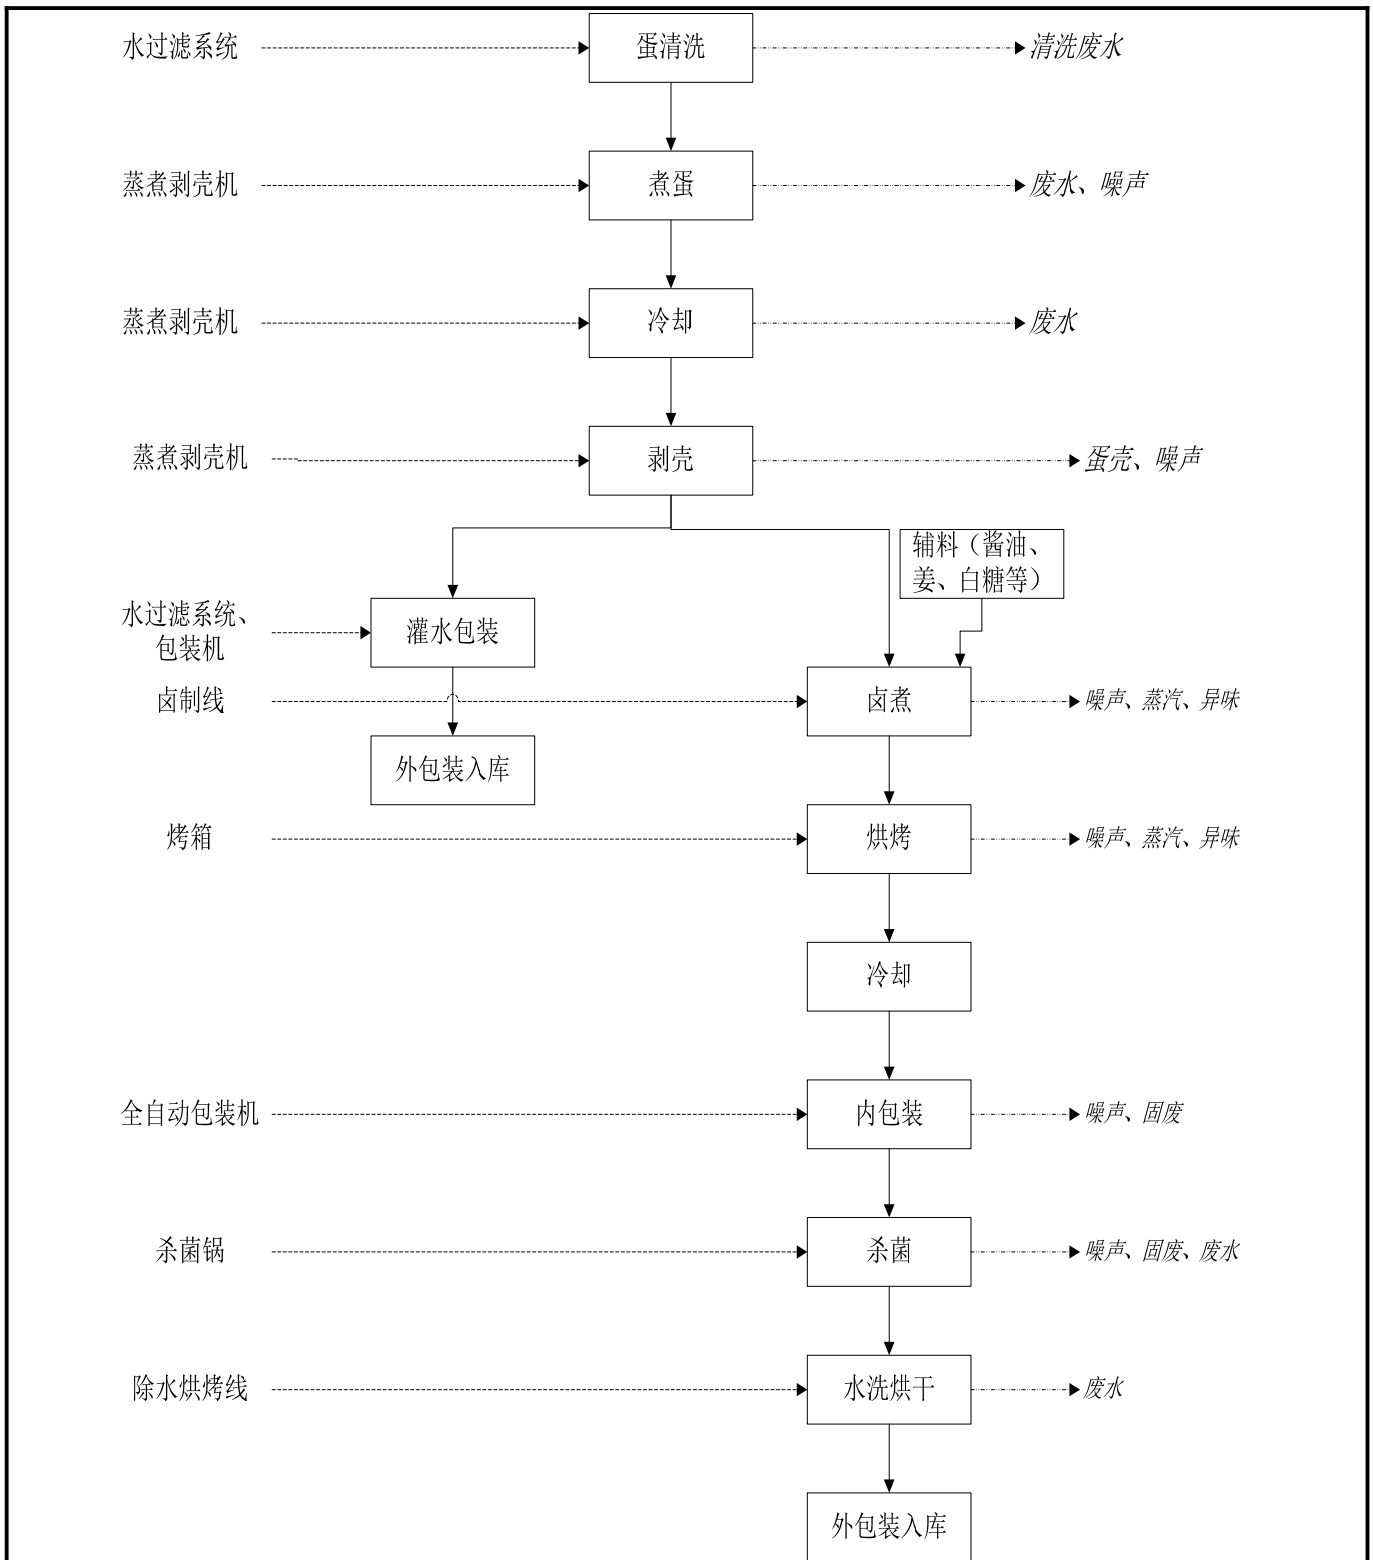 水过滤系统
蛋清洗
清洗废水
蒸煮剥壳机
煮蛋
废水、噪声
蒸煮剥壳机
冷却
废水
蒸煮剥壳机
剥壳
蛋壳、噪声
辅料（酱油、
姜、白糖等）
水过滤系统、
包装机
灌水包装
卤制线
卤煮
噪声、蒸汽、异味
外包装入库
烤箱
烘烤
噪声、蒸汽、异味
冷却
全自动包装机
内包装
噪声、固废
杀菌锅
杀菌
噪声、固废、废水
除水烘烤线
水洗烘干
废水
外包装入库